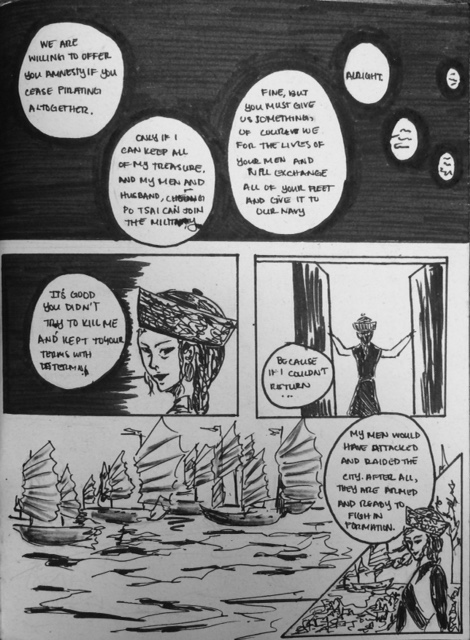 WE ARE
WILLING TO OFFER
YOU AMNESTY IF YOU
CEASE PIRATING
ALTOGETHER.
ONLY IF I
CAN KEEP ALL
OF MY TREASURE,
AND MY MEN AND
HUSBAND, CHEUNG
PO TSAI CAN JOIN
THE MILITARY
FINE, BUT
YOU MUST GIVE
US SOMETHING
OF COURSE WE
FOR THE LIVES OF
YOUR MEN AND
EXCHANGE
ALL OF YOUR FLEET
AND GIVE IT TO
OUR NAVY
ALRIGHT.
IT'S GOOD
YOU DIDN'T
TRY TO KILL ME
AND KEPT TO YOUR
TERMS WITH
BECAUSE
IF I COULDN'T
RETURN
...
MY MEN WOULD
HAVE ATTACKED
AND RAIDED THE
CITY. AFTER ALL,
THEY ARE ARMED
AND READY TO
FIGH IN
FORMATION.